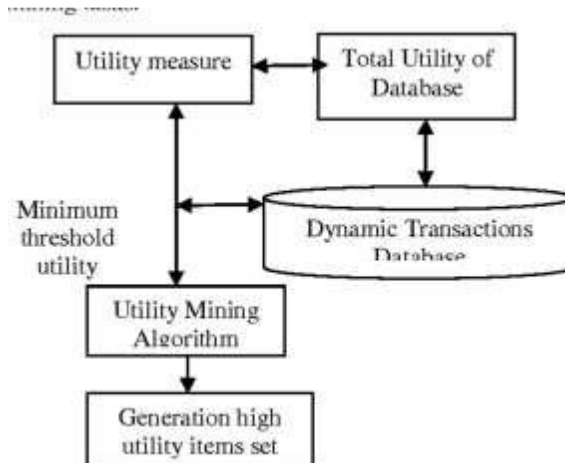 Utility measure
Total Utility of
Database
Minimum
threshold
utility
Dynamic Transactions
Database
Utility Mining
Algorithm
Generation high
utility items set